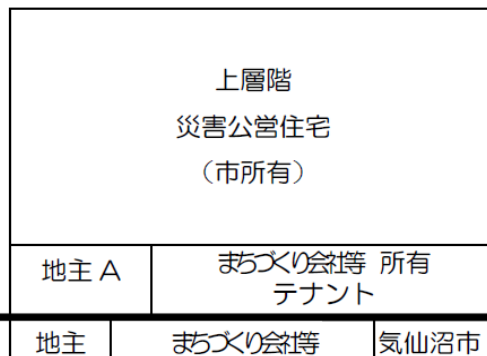 上層階
災害公営住宅
（市所有）
地主A
まちづくり会社等 所有
テナント
地主
まちづくり会社等
気仙沼市